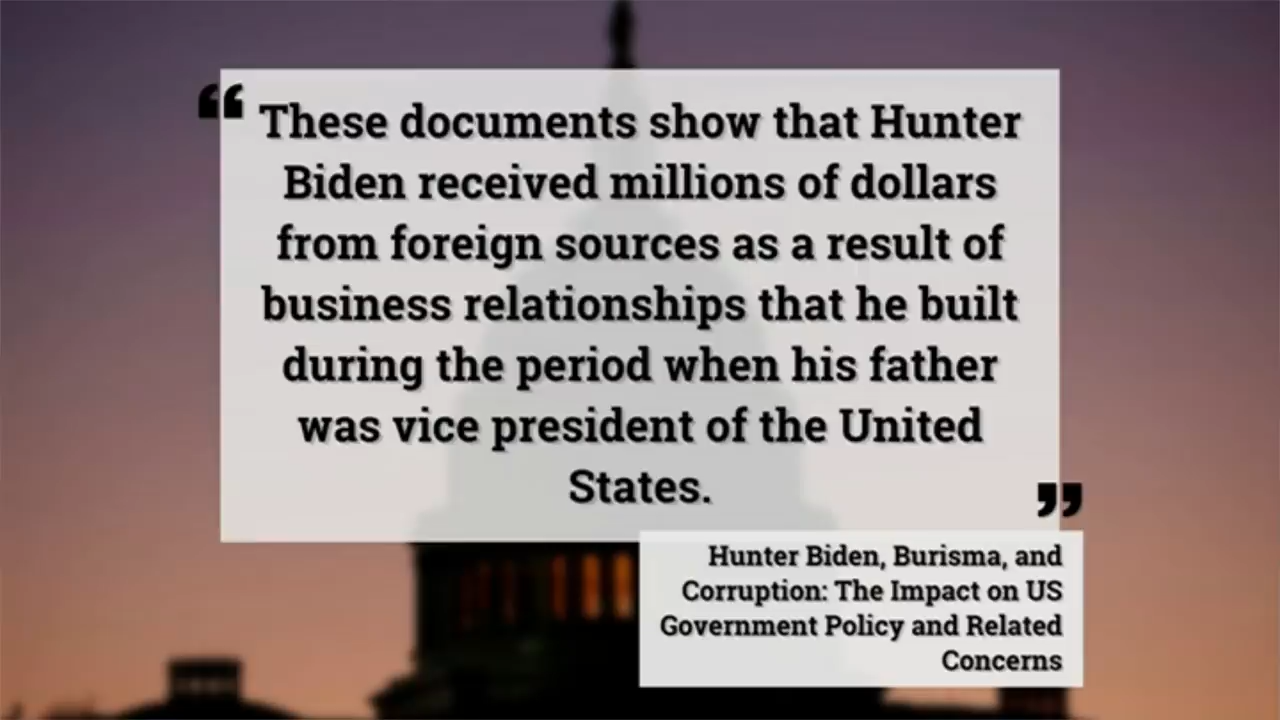 “ These documents show that Hunter
Biden received millions of dollars
from foreign sources as a result of
business relationships that he built
during the period when his father
was vice president of the United
States. ”
Hunter Biden, Burisma, and
Corruption: The Impact on US
Government Policy and Related
Concerns